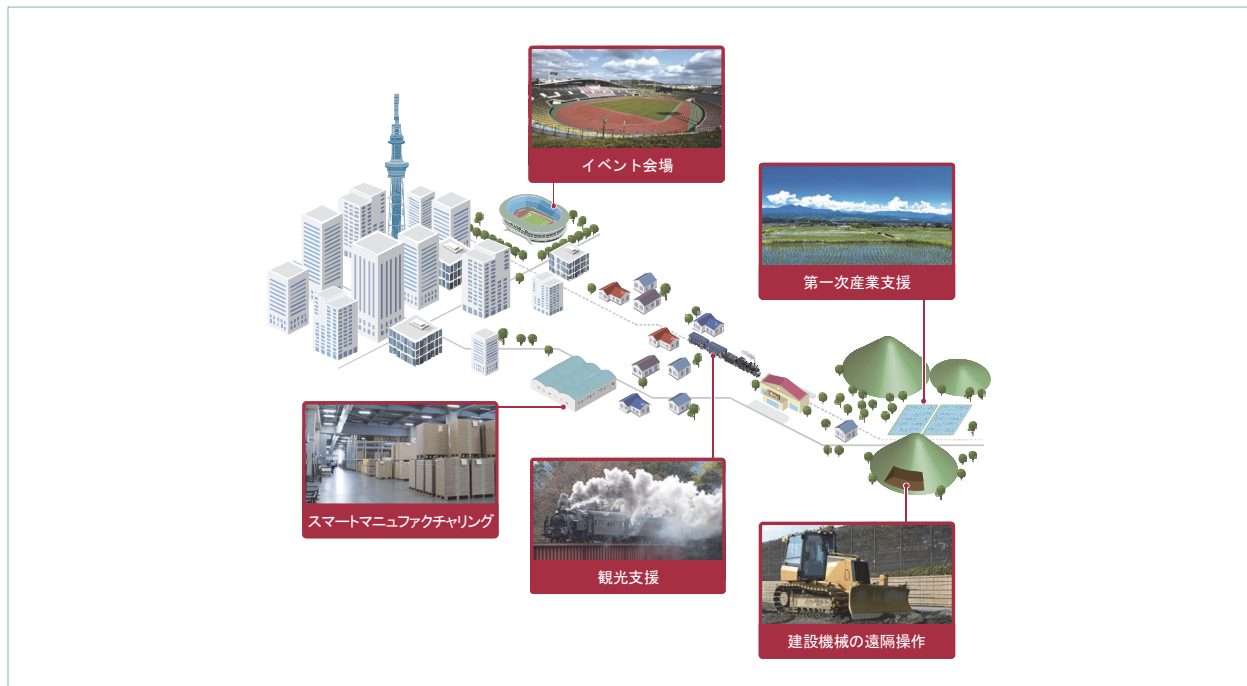 イベント会場
第一次産業支援
スマートマニュファクチャリング
観光支援
建設機械の遠隔操作